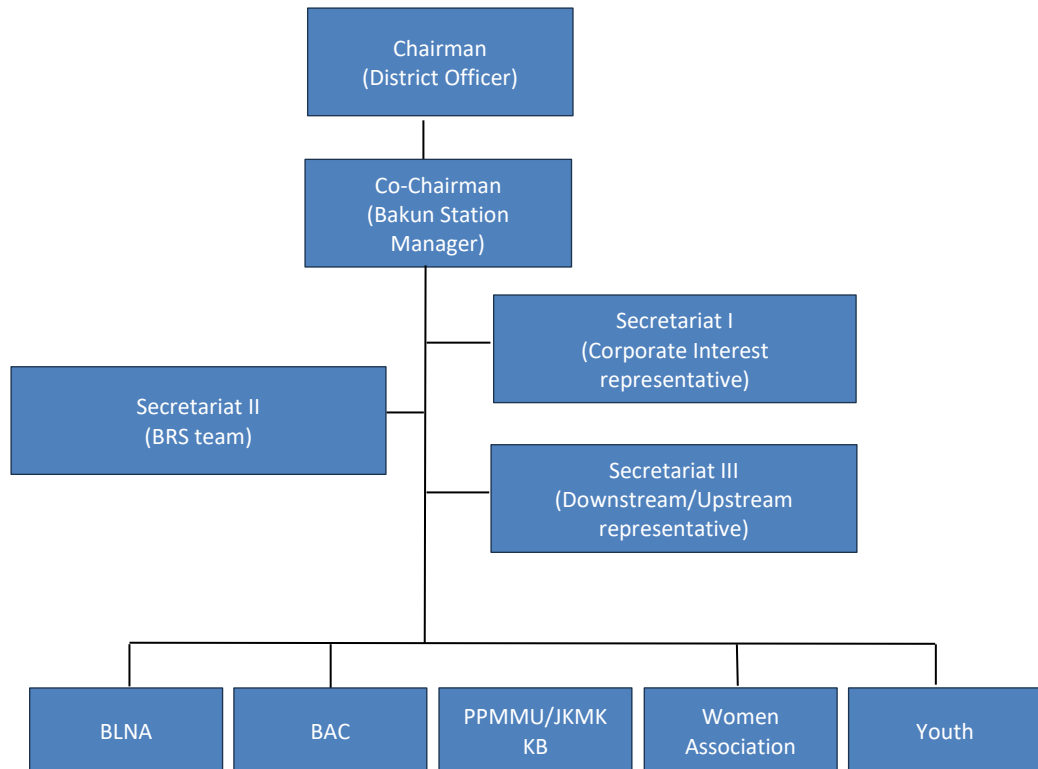 Chairman
(District Officer)
Co-Chairman
(Bakun Station
Manager)
Secretariat I
(Corporate Interest
representative)
Secretariat II
(BRS team)
Secretariat III
(Downstream/Upstream
representative)
BLNA
BAC
PPMMU/JKMK
KB
Women
Association
Youth